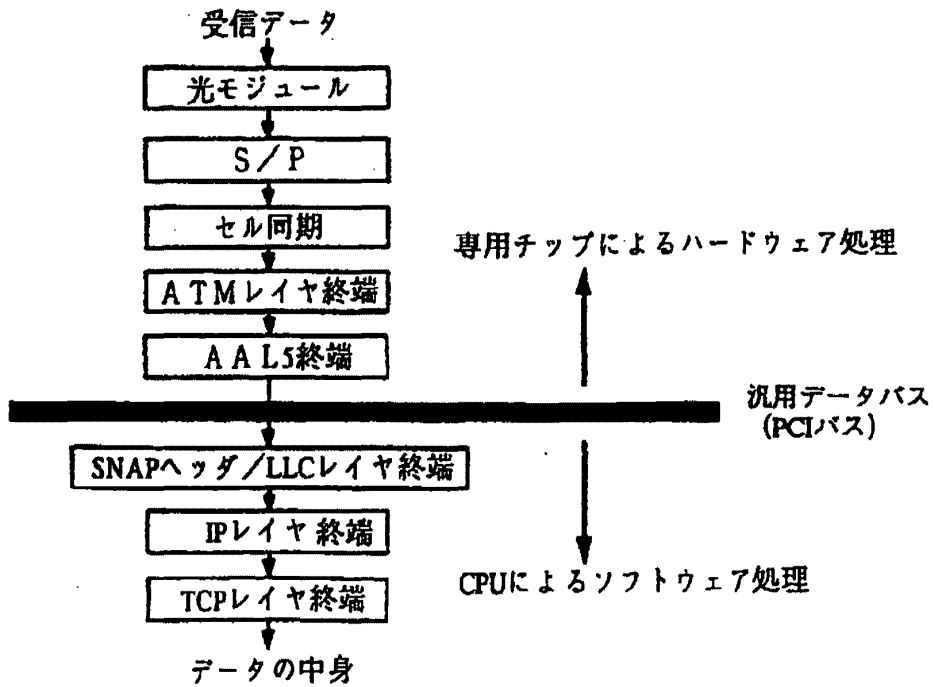 受信データ
光モジュール
S/P
セル同期
ATMレイヤ終端
AAL5終端
専用チップによるハードウェア処理
汎用データバス
(PCIバス)
SNAPヘッダ/LLCレイヤ終端
IPレイヤ終端
TCPレイヤ終端
CPUによるソフトウェア処理
データの中身